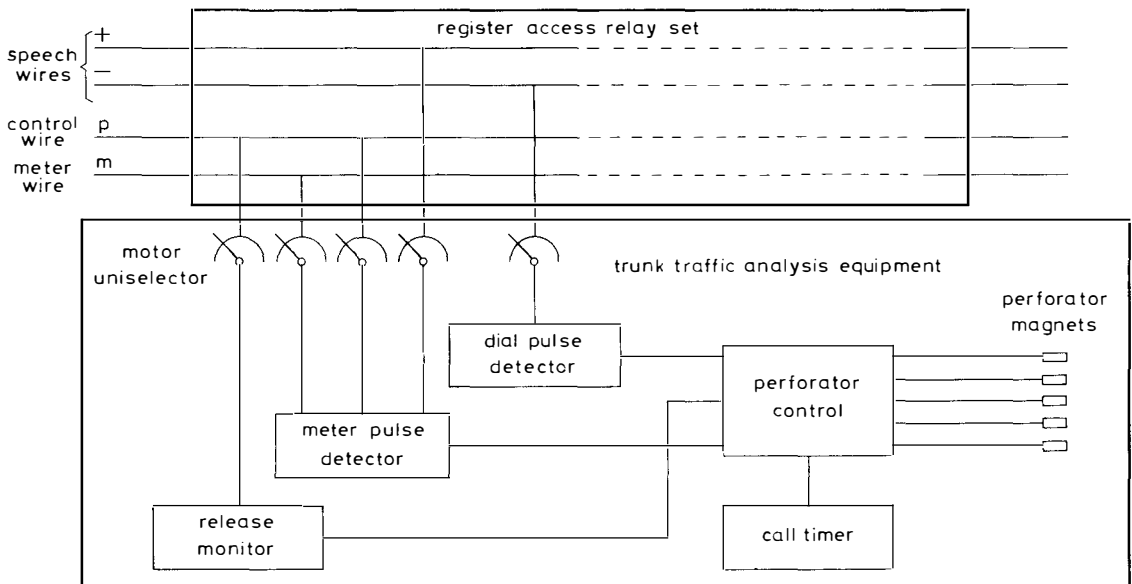 register access relay set
+
speech
wires
−
control
wire
p
meter
wire
m
motor
uniselector
trunk traffic analysis equipment
perforator
magnets
dial pulse
detector
perforator
control
meter pulse
detector
release
monitor
call timer